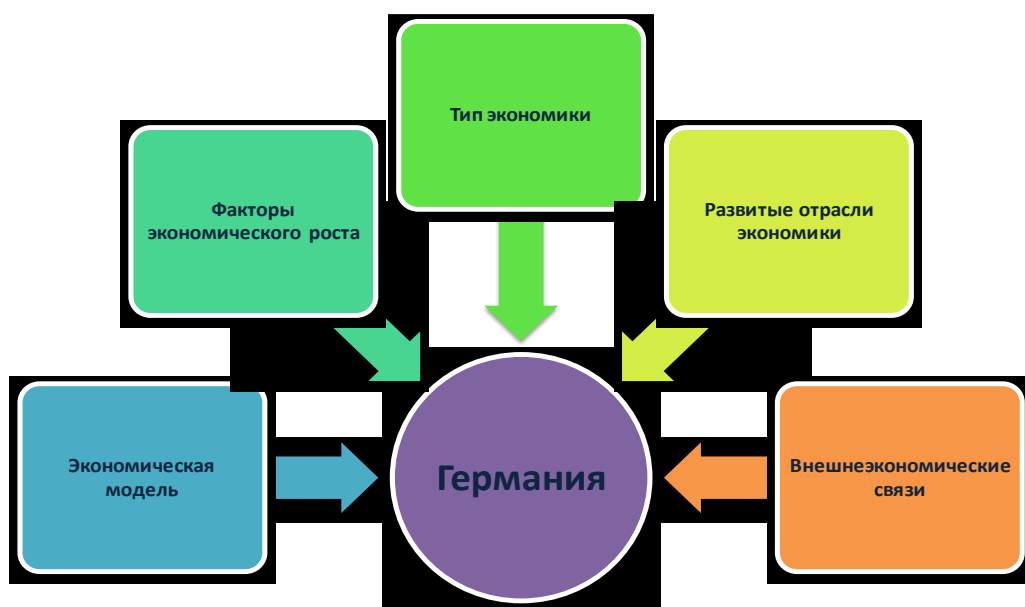 Тип экономики
Факторы
экономического роста
Развитые отрасли
экономики
Экономическая
модель
Германия
Внешнеэкономические
связи